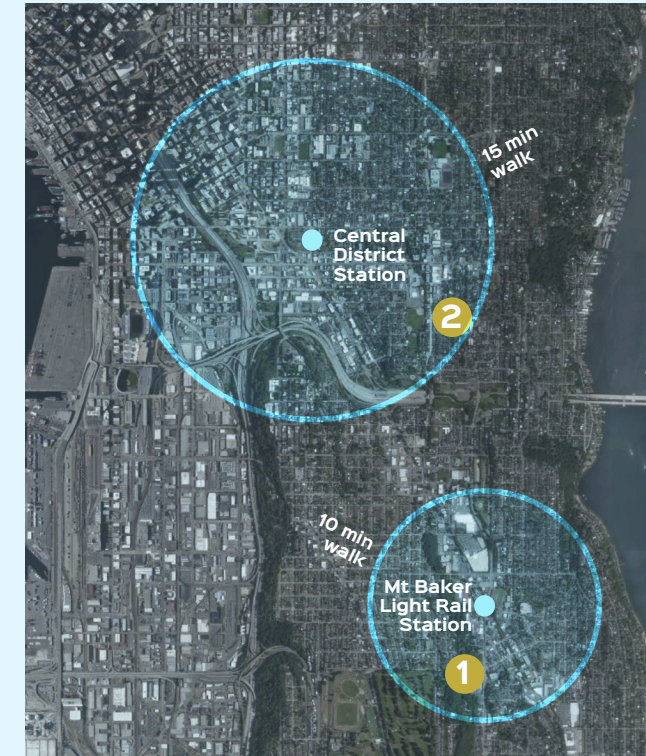 15 min
walk
Central
District
Station
2
10 min
walk
Mt Baker
Light Rail
Station
1